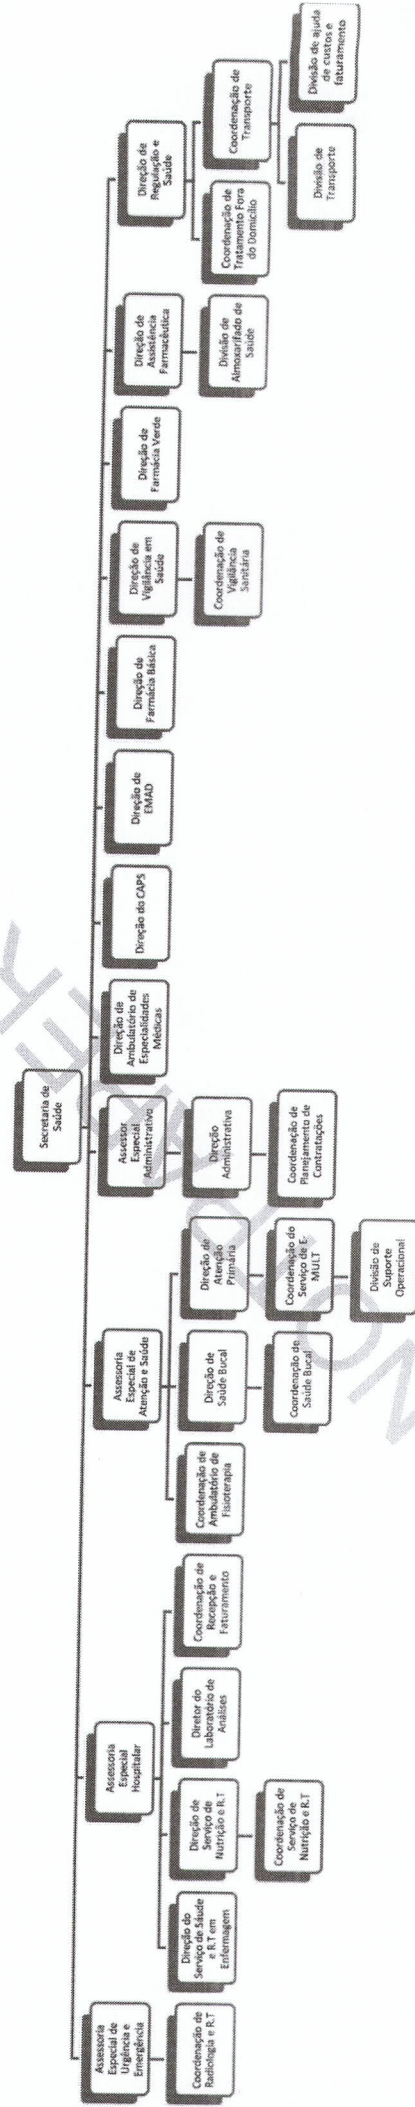 Secretaria de
Saúde
Assessoria
Especial de
Urgência e
Emergência
Coordenação de
Radiologia e R.T
Assessoria
Especial
Hospitalar
Direção do
Serviço de Sáude
e R.T em
Enfermagem
Direção de
Serviço de
Nutrição e R.T
Coordenação de
Serviço de
Nutrição e R.T
Diretor do
Laboratório de
Análises
Coordenação de
Recepção e
Faturamento
Assessoria
Especial de
Atenção e Saúde
Coordenação de
Ambulatório de
Fisioterapia
Direção de
Saúde Bucal
Coordenação de
Saúde Bucal
Direção de
Atenção
Primária
Coordenação do
Serviço de E-
MULT
Divisão de
Suporte
Operacional
Assessor
Especial
Administrativo
Direção
Administrativa
Coordenação de
Planejamento de
Contratações
Direção de
Ambulatório de
Especialidades
Médicas
Direção do CAPS
Direção de
EMAD
Direção de
Farmácia Básica
Direção de
Vigilância em
Saúde
Coordenação de
Vigilância
Sanitária
Direção de
Farmácia Verde
Direção de
Assistência
Farmacêutica
Divisão de
Almoxarifado de
Saúde
Direção de
Regulação e
Saúde
Coordenação de
Tratamento Fora
do Domicílio
Coordenação de
Transporte
Divisão de
Transporte
Divisão de ajuda
de custos e
faturamento